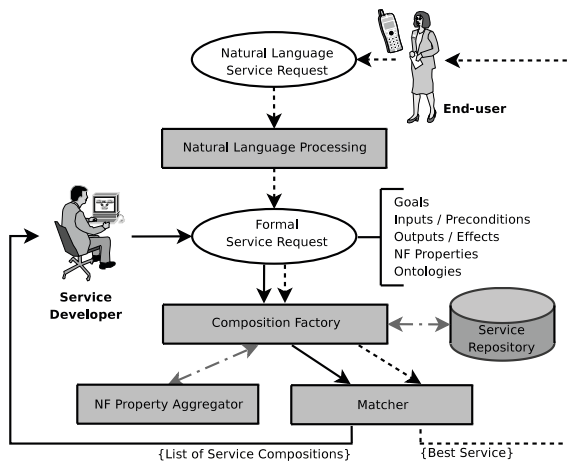 Natural Language
Service Request
End-user
Natural Language Processing
Formal
Service Request
Goals
Inputs / Preconditions
Outputs / Effects
NF Properties
Ontologies
Service
Developer
Composition Factory
Service
Repository
NF Property Aggregator
Matcher
{List of Service Compositions}
{Best Service}